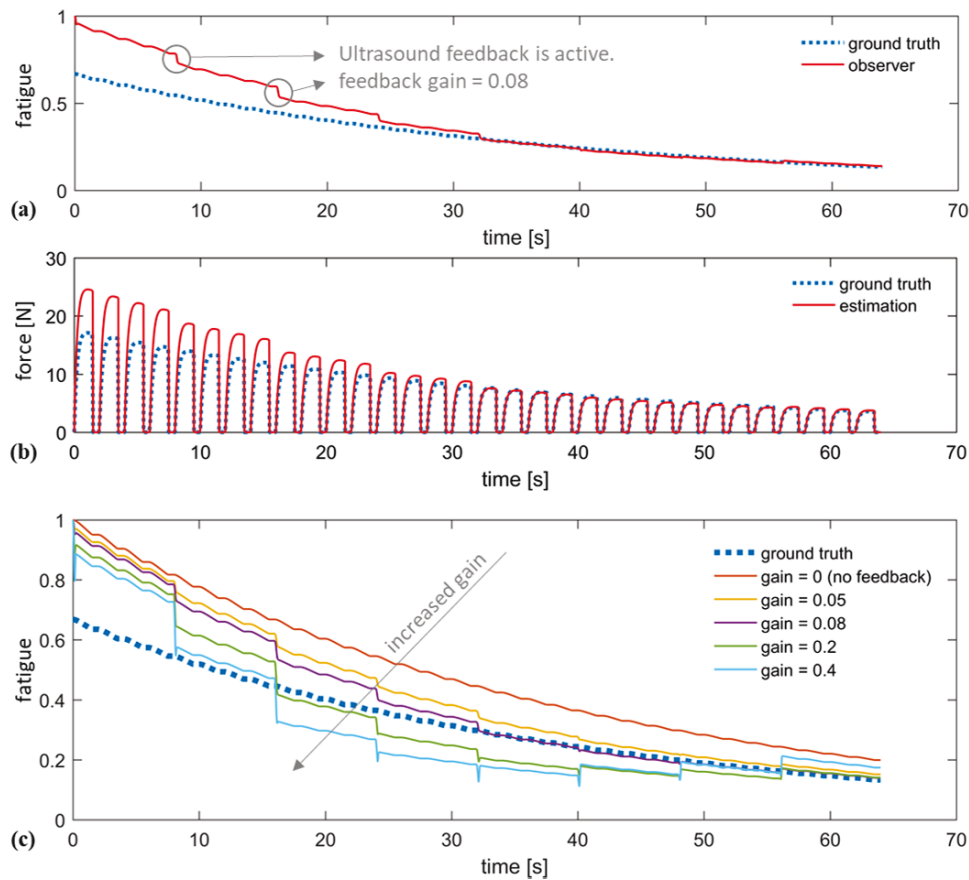 1
0.5
0
fatigue
(a)
0 10 20 30 40 50 60 70
time [s]
Ultrasound feedback is active.
feedback gain = 0.08
ground truth
observer
30
20
10
0
force [N]
(b)
0 10 20 30 40 50 60 70
time [s]
ground truth
estimation
1
0.8
0.6
0.4
0.2
0
fatigue
(c)
0 10 20 30 40 50 60 70
time [s]
increased gain
ground truth
gain = 0 (no feedback)
gain = 0.05
gain = 0.08
gain = 0.2
gain = 0.4